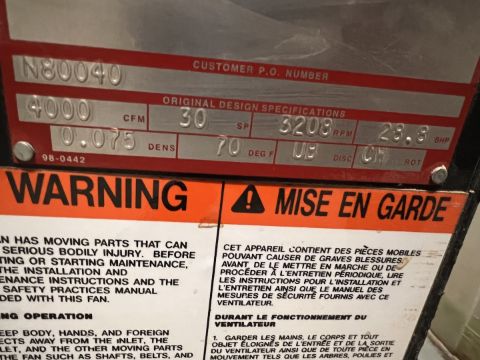 N80040
CUSTOMER P.O. NUMBER
ORIGINAL DESIGN SPECIFICATIONS
4000 CFM 30 SP 3208 RPM 28.8 BHP
0.075 DENS 70 DEG F UB DISC CW ROT
98-0442
WARNING
AN HAS MOVING PARTS THAT CAN
SERIOUS BODILY INJURY. BEFORE
TING OR STARTING MAINTENANCE,
THE INSTALLATION AND
ENANCE INSTRUCTIONS AND THE
SAFETY PRACTICES MANUAL
DED WITH THIS FAN.
NG OPERATION
EEP BODY, HANDS, AND FOREIGN
JECTS AWAY FROM THE INLET, THE
LET, AND THE OTHER MOVING PARTS
THE FAN SUCH AS SHAFTS, BELTS, AND
MISE EN GARDE
CET APPAREIL CONTIENT DES PIÈCES MOBILES
POUVANT CAUSER DE GRAVES BLESSURES.
AVANT DE LE METTRE EN MARCHE OU DE
PROCÉDER À L'ENTRETIEN PÉRIODIQUE, LIRE
LES INSTRUCTIONS POUR L'INSTALLATION ET
L'ENTRETIEN AINSI QUE LE MANUEL DES
MESURES DE SÉCURITÉ FOURNIS AVEC CE
VENTILATEUR.
DURANT LE FONCTIONNEMENT DU
VENTILATEUR
1. GARDER LES MAINS, LE CORPS ET TOUT
OBJET ÉLOIGNÉS DE L'ENTRÉE ET DE LA SORTIE
DU VENTILATEUR AINSI QUE DE TOUTE PIÈCE EN
MOUVEMENT TELS QUE LES ARBRES, POULIES ET